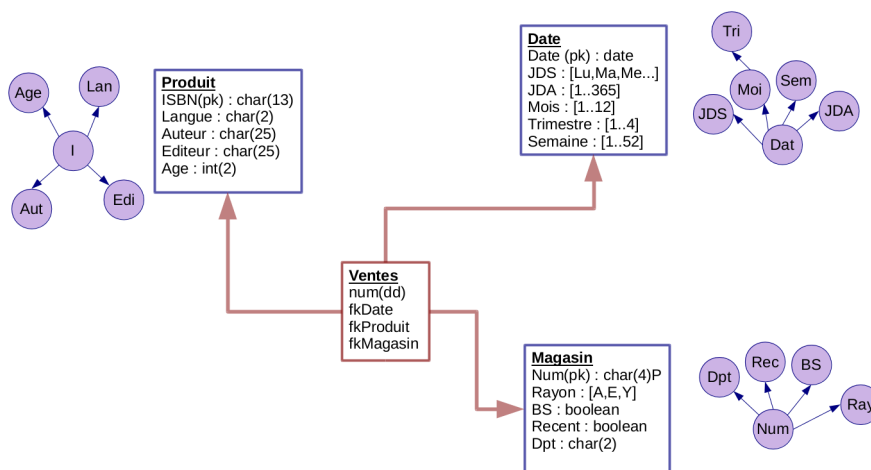 Age
Lan
I
Aut
Edi
Produit
ISBN(pk) : char(13)
Langue : char(2)
Auteur : char(25)
Editeur : char(25)
Age : int(2)
Date
Date (pk) : date
JDS : [Lu,Ma,Me...]
JDA : [1..365]
Mois : [1..12]
Trimestre : [1..4]
Semaine : [1..52]
Tri
Moi
Sem
JDS
JDA
Dat
Ventes
num(dd)
fkDate
fkProduit
fkMagasin
Magasin
Num(pk) : char(4)P
Rayon : [A,E,Y]
BS : boolean
Recent : boolean
Dpt : char(2)
Dpt
Rec
BS
Ray
Num